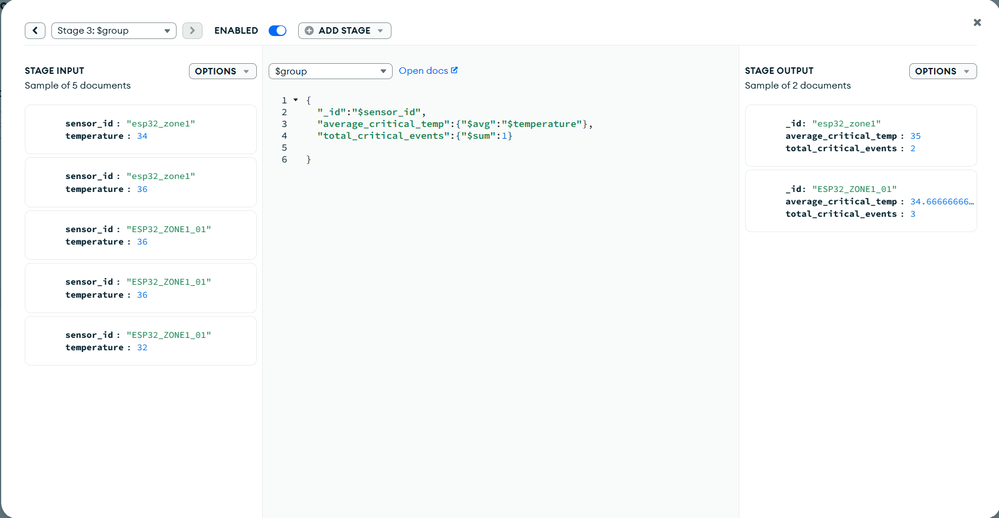 Stage 3: $group
ENABLED
ADD STAGE
STAGE INPUT
OPTIONS
Sample of 5 documents
sensor_id : "esp32_zone1"
temperature : 34
sensor_id : "esp32_zone1"
temperature : 36
sensor_id : "ESP32_ZONE1_01"
temperature : 36
sensor_id : "ESP32_ZONE1_01"
temperature : 36
sensor_id : "ESP32_ZONE1_01"
temperature : 32
$group
Open docs
1 {
2 "_id":"$sensor_id",
3 "average_critical_temp":{"$avg":"$temperature"},
4 "total_critical_events":{"$sum":1}
5
6 }
STAGE OUTPUT
OPTIONS
Sample of 2 documents
_id: "esp32_zone1"
average_critical_temp : 35
total_critical_events : 2
_id: "ESP32_ZONE1_01"
average_critical_temp : 34.66666666…
total_critical_events : 3